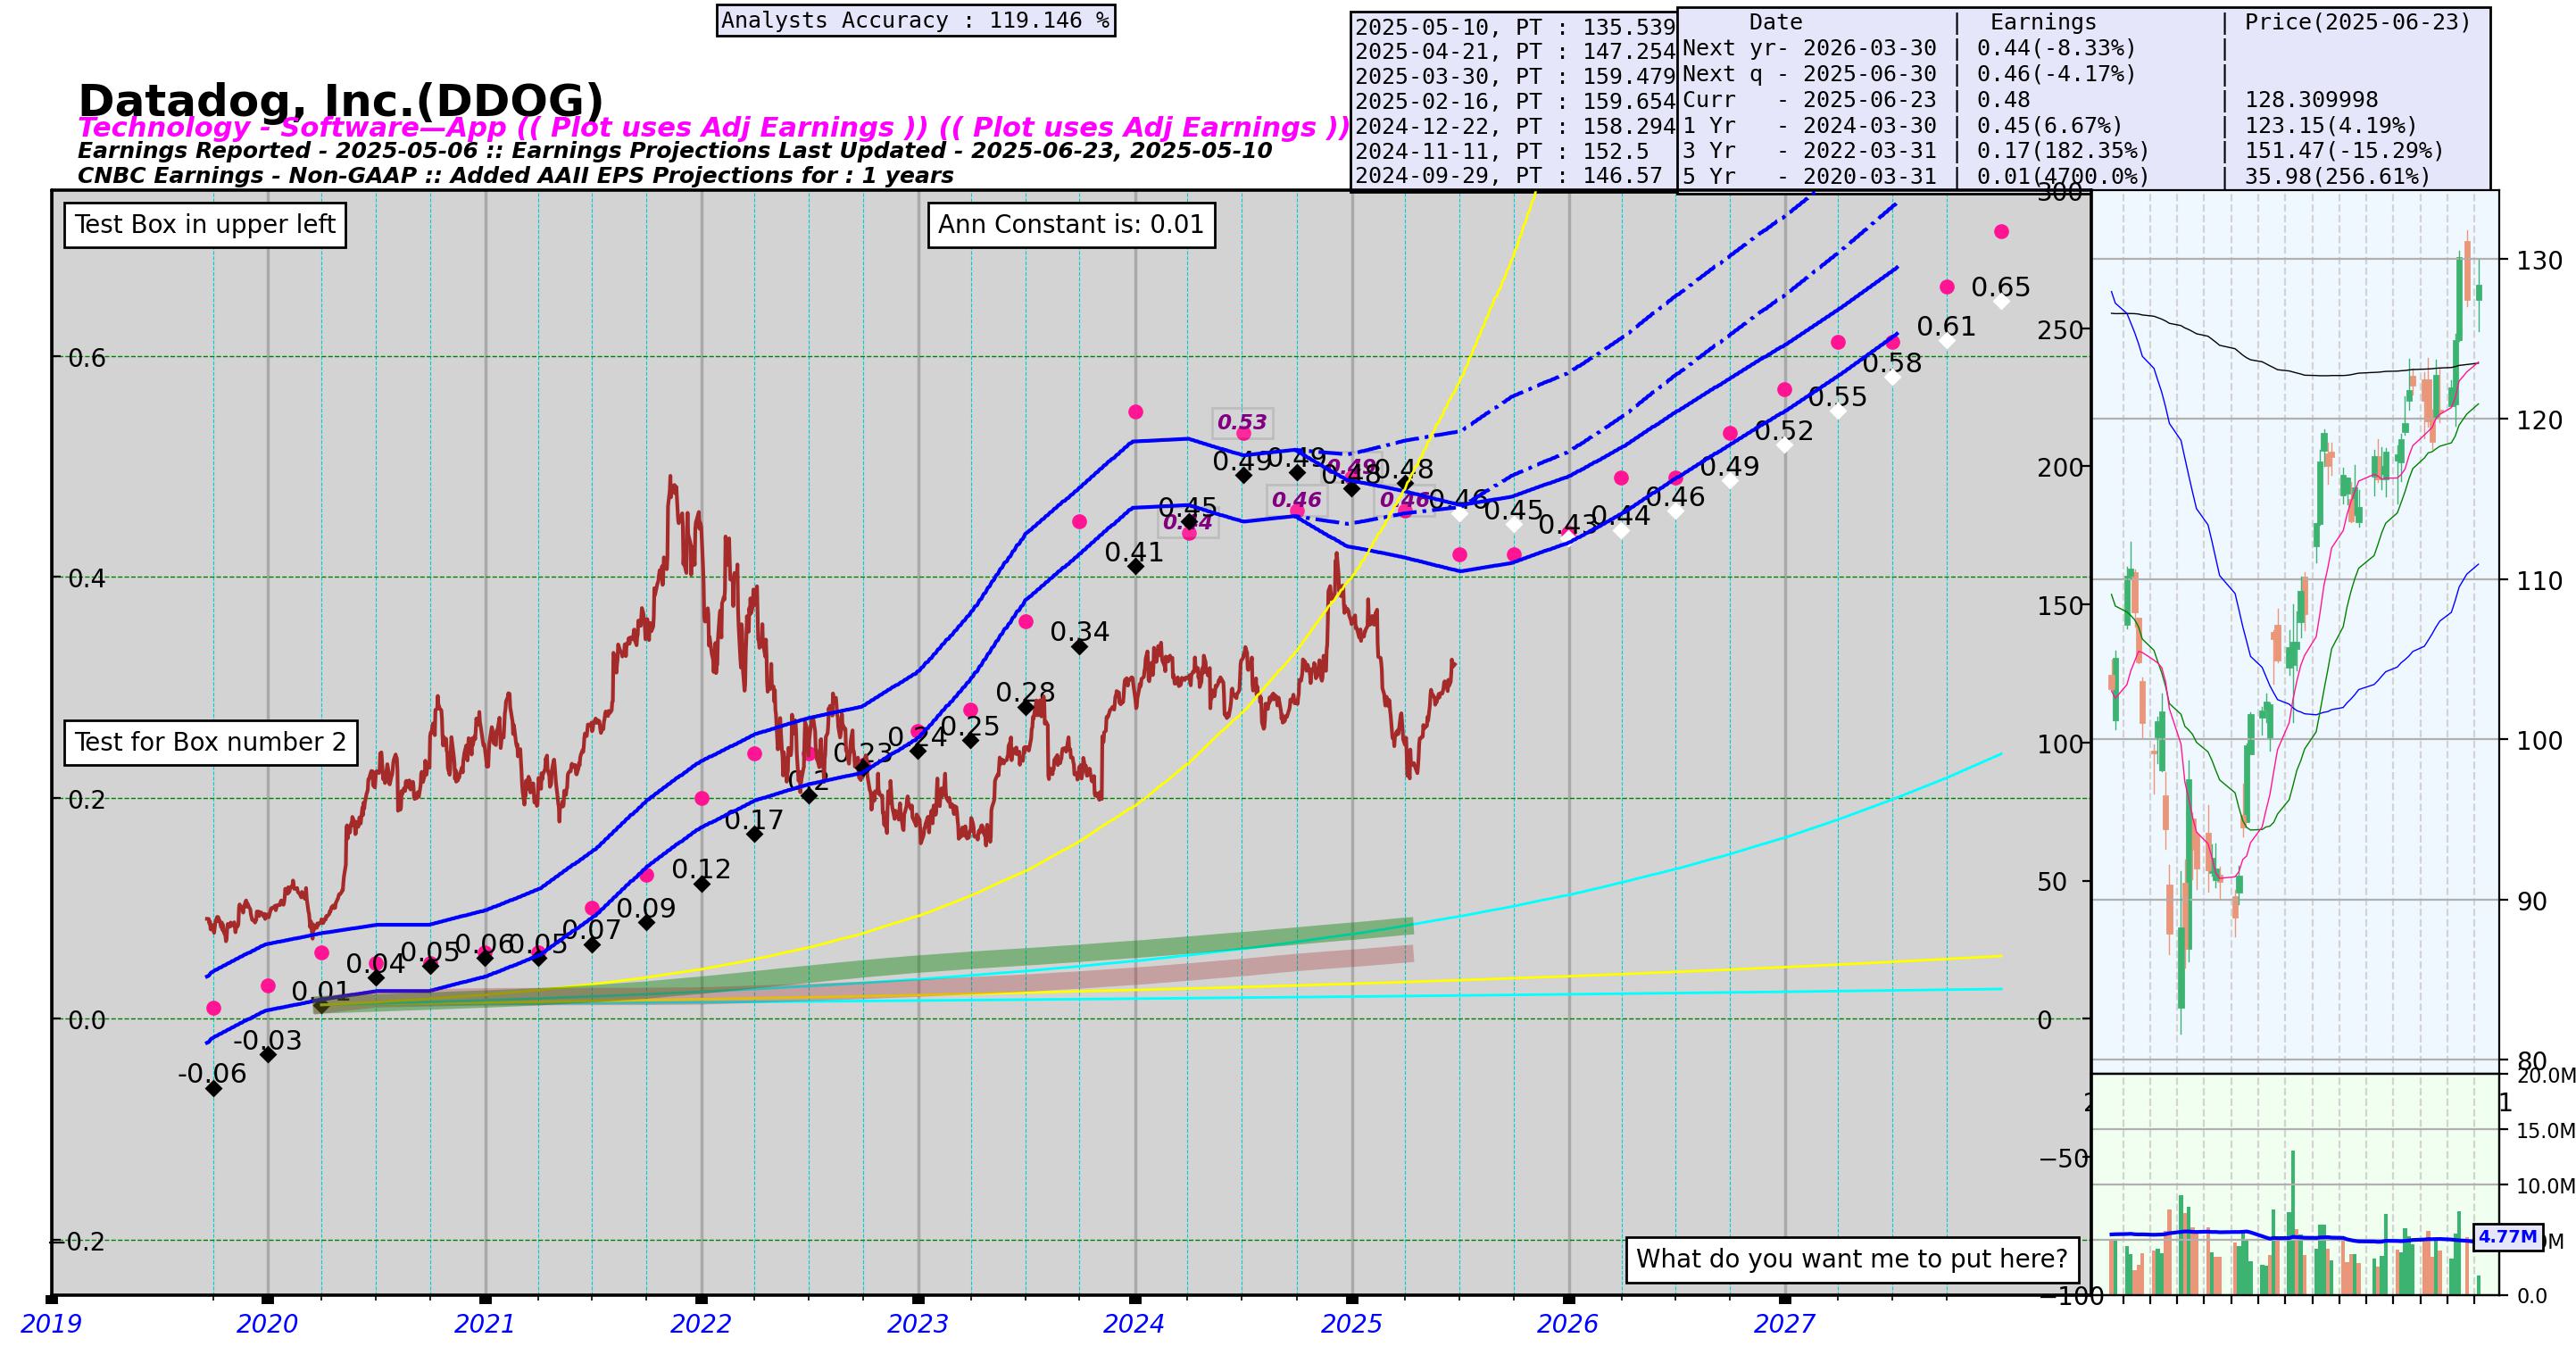 Analysts Accuracy : 119.146 %
2025-05-10, PT : 135.539
2025-04-21, PT : 147.254
2025-03-30, PT : 159.479
2025-02-16, PT : 159.654
2024-12-22, PT : 158.294
2024-11-11, PT : 152.5
2024-09-29, PT : 146.57
Date | Earnings | Price(2025-06-23)
Next yr- 2026-03-30 | 0.44(-8.33%) |
Next q - 2025-06-30 | 0.46(-4.17%) |
Curr - 2025-06-23 | 0.48 | 128.309998
1 Yr - 2024-03-30 | 0.45(6.67%) | 123.15(4.19%)
3 Yr - 2022-03-31 | 0.17(182.35%) | 151.47(-15.29%)
5 Yr - 2020-03-31 | 0.01(4700.0%) | 35.98(256.61%)
Datadog, Inc.(DDOG)
Technology - Software—App (( Plot uses Adj Earnings )) (( Plot uses Adj Earnings ))
Earnings Reported - 2025-05-06 :: Earnings Projections Last Updated - 2025-06-23, 2025-05-10
CNBC Earnings - Non-GAAP :: Added AAII EPS Projections for : 1 years
Test Box in upper left
Ann Constant is: 0.01
Test for Box number 2
What do you want me to put here?
0.6
0.4
0.2
0.0
−0.2
-0.06
-0.03
0.01
0.04
0.05
0.06
0.05
0.07
0.09
0.12
0.17
0.2
0.23
0.24
0.25
0.28
0.34
0.41
0.45
0.44
0.49
0.53
0.49
0.46
0.48
0.49
0.48
0.46
0.46
0.45
0.43
0.44
0.46
0.49
0.52
0.55
0.58
0.61
0.65
300
250
200
150
100
50
0
−50
−100
130
120
110
100
90
80
20.0M
15.0M
10.0M
4.77M
0.0
2019
2020
2021
2022
2023
2024
2025
2026
2027